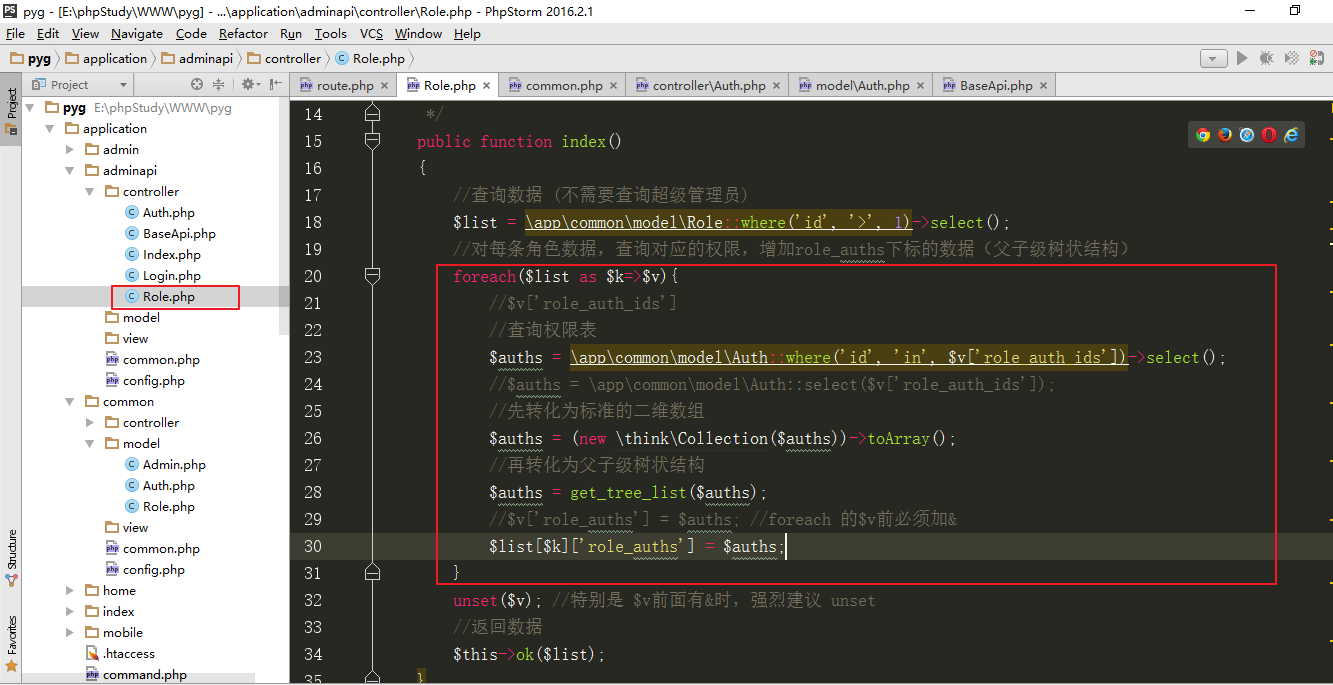 pyg - [E:\phpStudy\WWW\pyg] - ...\application\adminapi\controller\Role.php - PhpStorm 2016.2.1
File Edit View Navigate Code Refactor Run Tools VCS Window Help
pyg application adminapi controller Role.php
Project
route.php Role.php common.php controller\Auth.php model\Auth.php BaseApi.php
Project
Structure
Favorites
pyg E:\phpStudy\WWW\pyg
application
admin
adminapi
controller
Auth.php
BaseApi.php
Index.php
Login.php
Role.php
model
view
common.php
config.php
common
controller
model
Admin.php
Auth.php
Role.php
view
common.php
config.php
home
index
mobile
.htaccess
command.php
14 */
15 public function index()
16 {
17 //查询数据 (不需要查询超级管理员)
18 $list = \app\common\model\Role::where('id', '>', 1)->select();
19 //对每条角色数据，查询对应的权限，增加role_auths下标的数据（父子级树状结构）
20 foreach($list as $k=>$v){
21 //$v['role_auth_ids']
22 //查询权限表
23 $auths = \app\common\model\Auth::where('id', 'in', $v['role_auth_ids'])->select();
24 //$auths = \app\common\model\Auth::select($v['role_auth_ids']);
25 //先转化为标准的二维数组
26 $auths = (new \think\Collection($auths))->toArray();
27 //再转化为父子级树状结构
28 $auths = get_tree_list($auths);
29 //$v['role_auths'] = $auths; //foreach 的$v前必须加&
30 $list[$k]['role_auths'] = $auths;
31 }
32 unset($v); //特别是 $v前面有&时，强烈建议 unset
33 //返回数据
34 $this->ok($list);
35 }